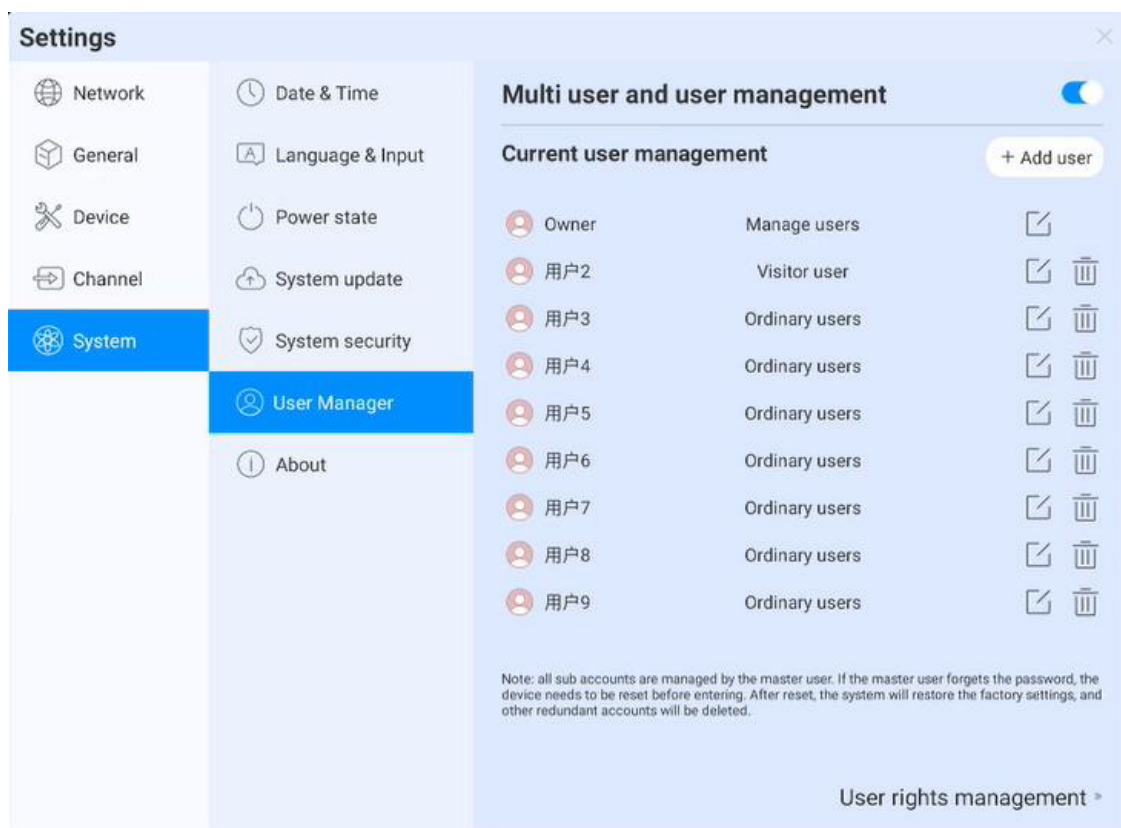 Settings
Network
General
Device
Channel
System
Date & Time
Language & Input
Power state
System update
System security
User Manager
About
Multi user and user management
Current user management
+ Add user
Owner Manage users
用户2 Visitor user
用户3 Ordinary users
用户4 Ordinary users
用户5 Ordinary users
用户6 Ordinary users
用户7 Ordinary users
用户8 Ordinary users
用户9 Ordinary users
Note: all sub accounts are managed by the master user. If the master user forgets the password, the
device needs to be reset before entering. After reset, the system will restore the factory settings, and
other redundant accounts will be deleted.
User rights management »